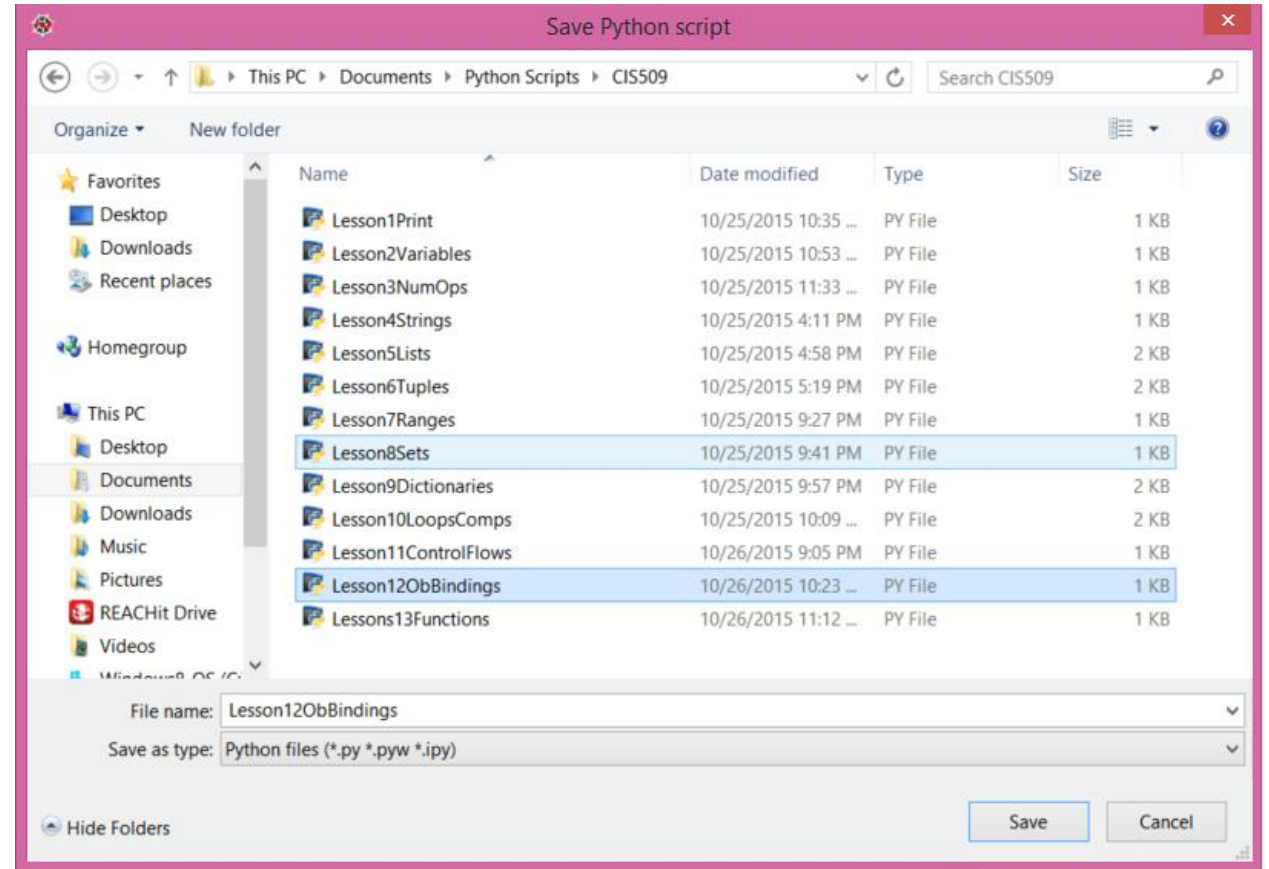 Save Python script
This PC Documents Python Scripts CIS509 Search CIS509
Organize New folder
Name Date modified Type Size
Favorites
Desktop
Downloads
Recent places
Homegroup
This PC
Desktop
Documents
Downloads
Music
Pictures
REACHit Drive
Videos
Lesson1Print 10/25/2015 10:35 ... PY File 1 KB
Lesson2Variables 10/25/2015 10:53 ... PY File 1 KB
Lesson3NumOps 10/25/2015 11:33 ... PY File 1 KB
Lesson4Strings 10/25/2015 4:11 PM PY File 1 KB
Lesson5Lists 10/25/2015 4:58 PM PY File 2 KB
Lesson6Tuples 10/25/2015 5:19 PM PY File 2 KB
Lesson7Ranges 10/25/2015 9:27 PM PY File 1 KB
Lesson8Sets 10/25/2015 9:41 PM PY File 1 KB
Lesson9Dictionaries 10/25/2015 9:57 PM PY File 2 KB
Lesson10LoopsComps 10/25/2015 10:09 ... PY File 2 KB
Lesson11ControlFlows 10/26/2015 9:05 PM PY File 1 KB
Lesson12ObBindings 10/26/2015 10:23 ... PY File 1 KB
Lessons13Functions 10/26/2015 11:12 ... PY File 1 KB
File name: Lesson12ObBindings
Save as type: Python files (*.py *.pyw *.ipy)
Hide Folders Save Cancel